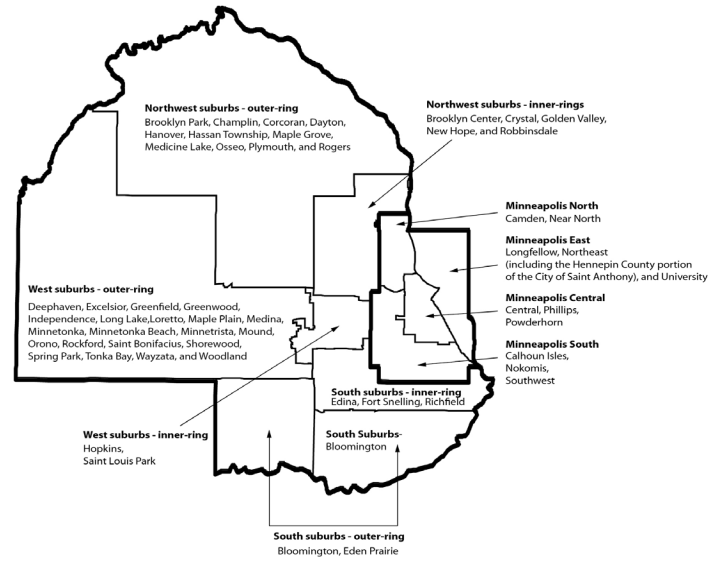 Northwest suburbs - outer-ring
Brooklyn Park, Champlin, Corcoran, Dayton,
Hanover, Hassan Township, Maple Grove,
Medicine Lake, Osseo, Plymouth, and Rogers
Northwest suburbs - inner-rings
Brooklyn Center, Crystal, Golden Valley,
New Hope, and Robbinsdale
Minneapolis North
Camden, Near North
Minneapolis East
Longfellow, Northeast
(including the Hennepin County portion
of the City of Saint Anthony), and University
Minneapolis Central
Central, Phillips,
Powderhorn
Minneapolis South
Calhoun Isles,
Nokomis,
Southwest
West suburbs - outer-ring
Deephaven, Excelsior, Greenfield, Greenwood,
Independence, Long Lake,Loretto, Maple Plain, Medina,
Minnetonka, Minnetonka Beach, Minnetrista, Mound,
Orono, Rockford, Saint Bonifacius, Shorewood,
Spring Park, Tonka Bay, Wayzata, and Woodland
South suburbs - inner-ring
Edina, Fort Snelling, Richfield
West suburbs - inner-ring
Hopkins,
Saint Louis Park
South Suburbs-
Bloomington
South suburbs - outer-ring
Bloomington, Eden Prairie